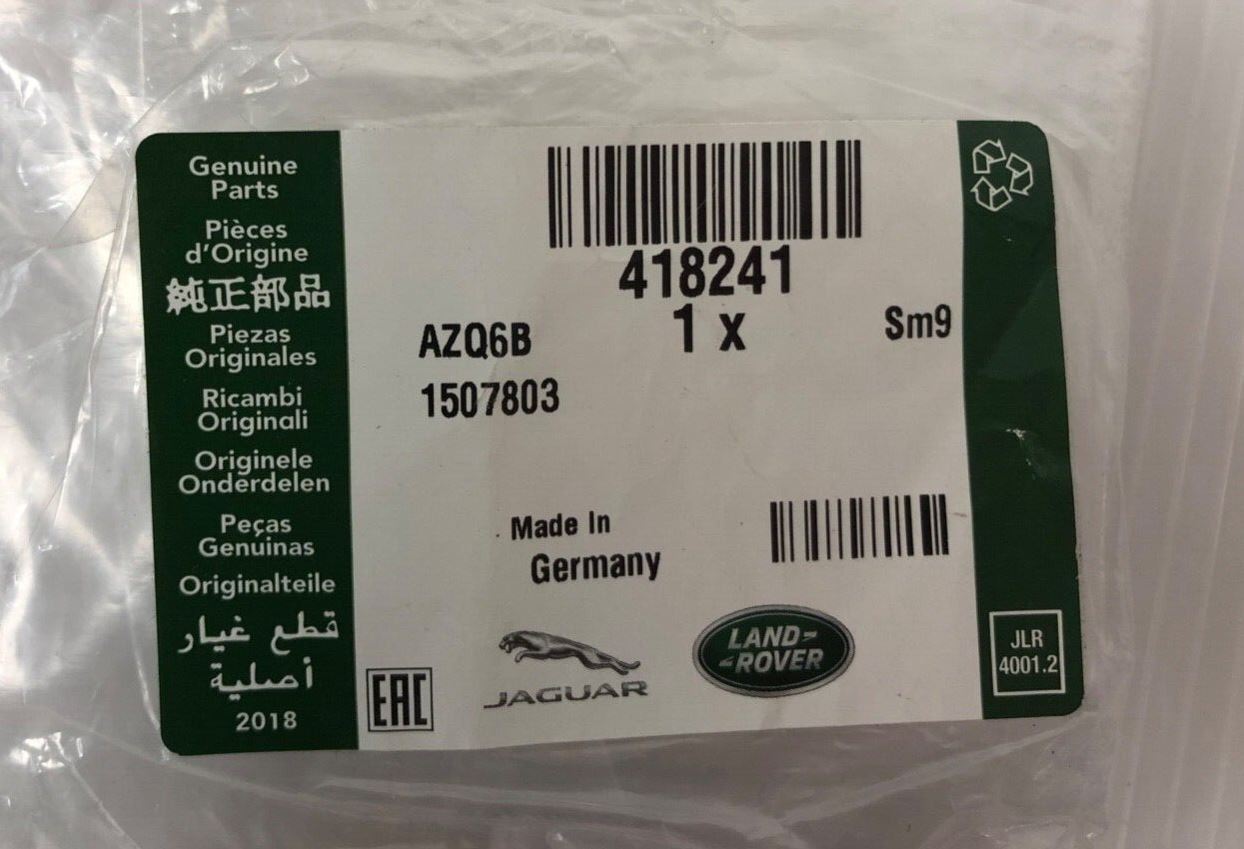 Genuine
Parts
Pièces
d'Origine
純正部品
Piezas
Originales
Ricambi
Originali
Originele
Onderdelen
Peças
Genuinas
Originalteile
قطع غيار
أصلية
2018
418241
1 x
Sm9
AZQ6B
1507803
Made In
Germany
EAC
JAGUAR
LAND-
-ROVER
JLR
4001.2